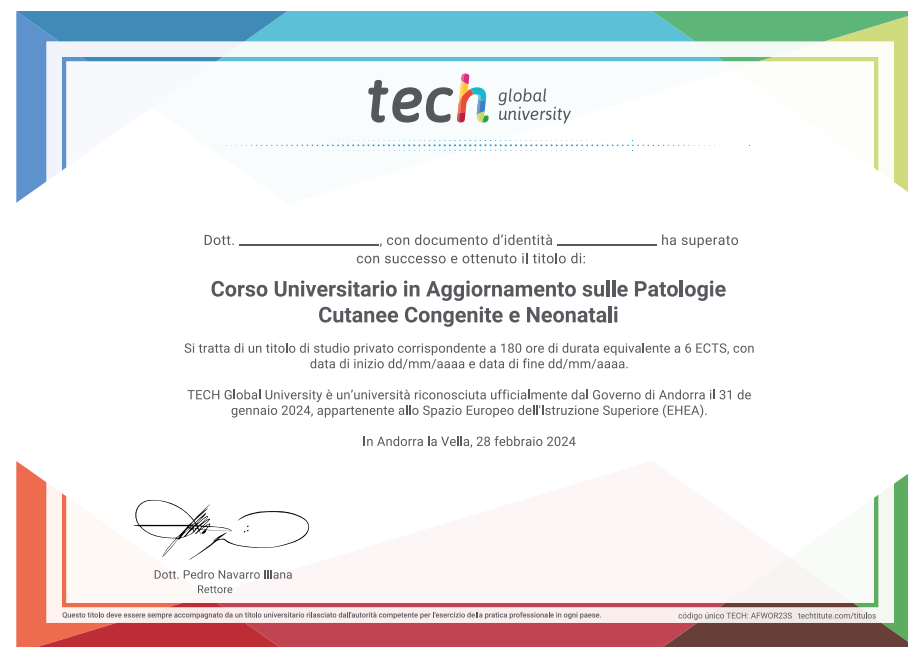 tech global
university
Dott. ____________________, con documento d'identità __________________ ha superato
con successo e ottenuto il titolo di:
Corso Universitario in Aggiornamento sulle Patologie
Cutanee Congenite e Neonatali
Si tratta di un titolo di studio privato corrispondente a 180 ore di durata equivalente a 6 ECTS, con
data di inizio dd/mm/aaaa e data di fine dd/mm/aaaa.
TECH Global University è un'università riconosciuta ufficialmente dal Governo di Andorra il 31 de
gennaio 2024, appartenente allo Spazio Europeo dell'Istruzione Superiore (EHEA).
In Andorra la Vella, 28 febbraio 2024
Dott. Pedro Navarro Illana
Rettore
Questo titolo deve essere sempre accompagnato da un titolo universitario rilasciato dall'autorità competente per l'esercizio della pratica professionale in ogni paese.
código único TECH: AFWOR23S techtitute.com/titulos